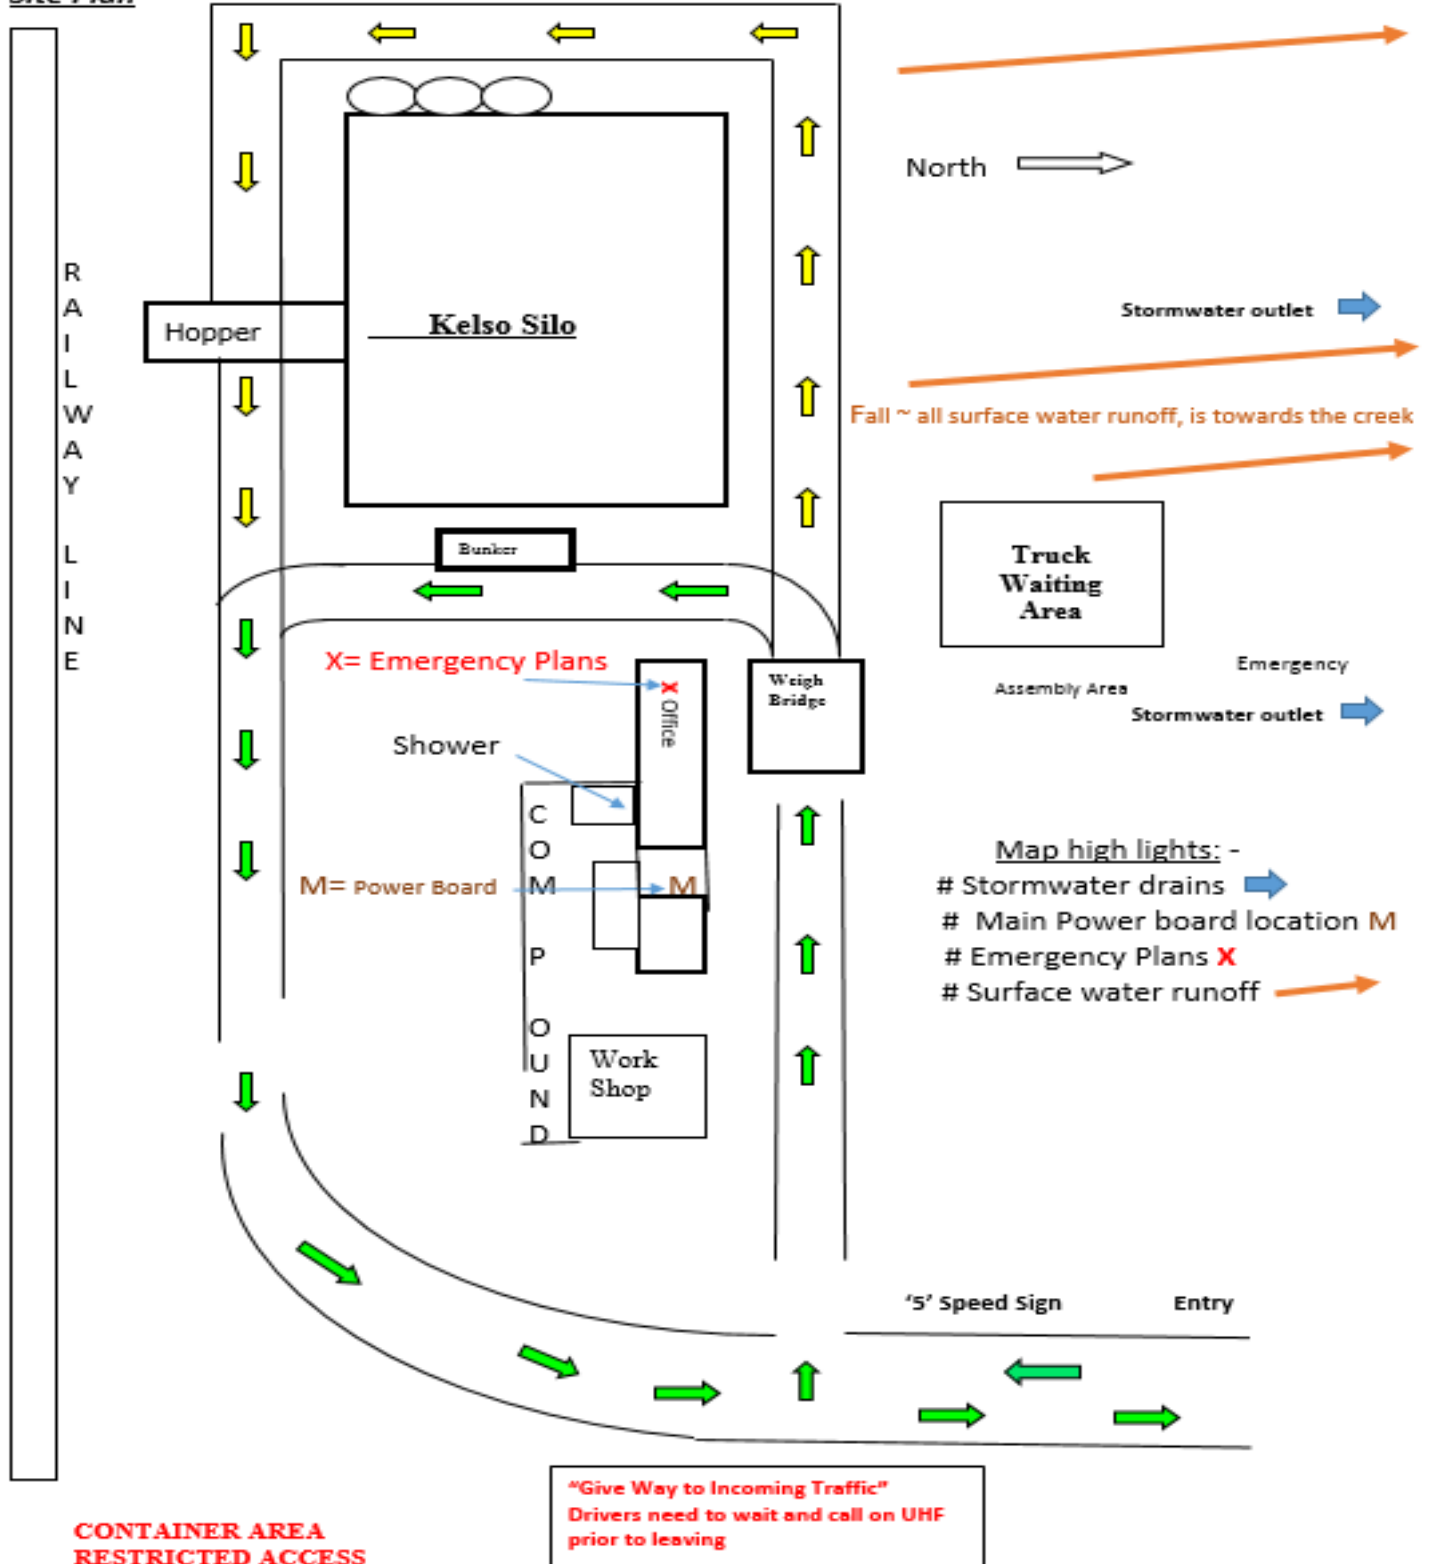 Site Plan
North
Stormwater outlet
RAILWAY LINE
Hopper
Kelso Silo
Fall ~ all surface water runoff, is towards the creek
Bunker
Truck
Waiting
Area
X= Emergency Plans
X Office
Weigh
Bridge
Emergency
Assembly Area
Stormwater outlet
Shower
COMPOUND
M= Power Board
M
Map high lights: -
# Stormwater drains
# Main Power board location M
# Emergency Plans X
# Surface water runoff
Work
Shop
‘5’ Speed Sign
Entry
“Give Way to Incoming Traffic”
Drivers need to wait and call on UHF
prior to leaving
CONTAINER AREA
RESTRICTED ACCESS